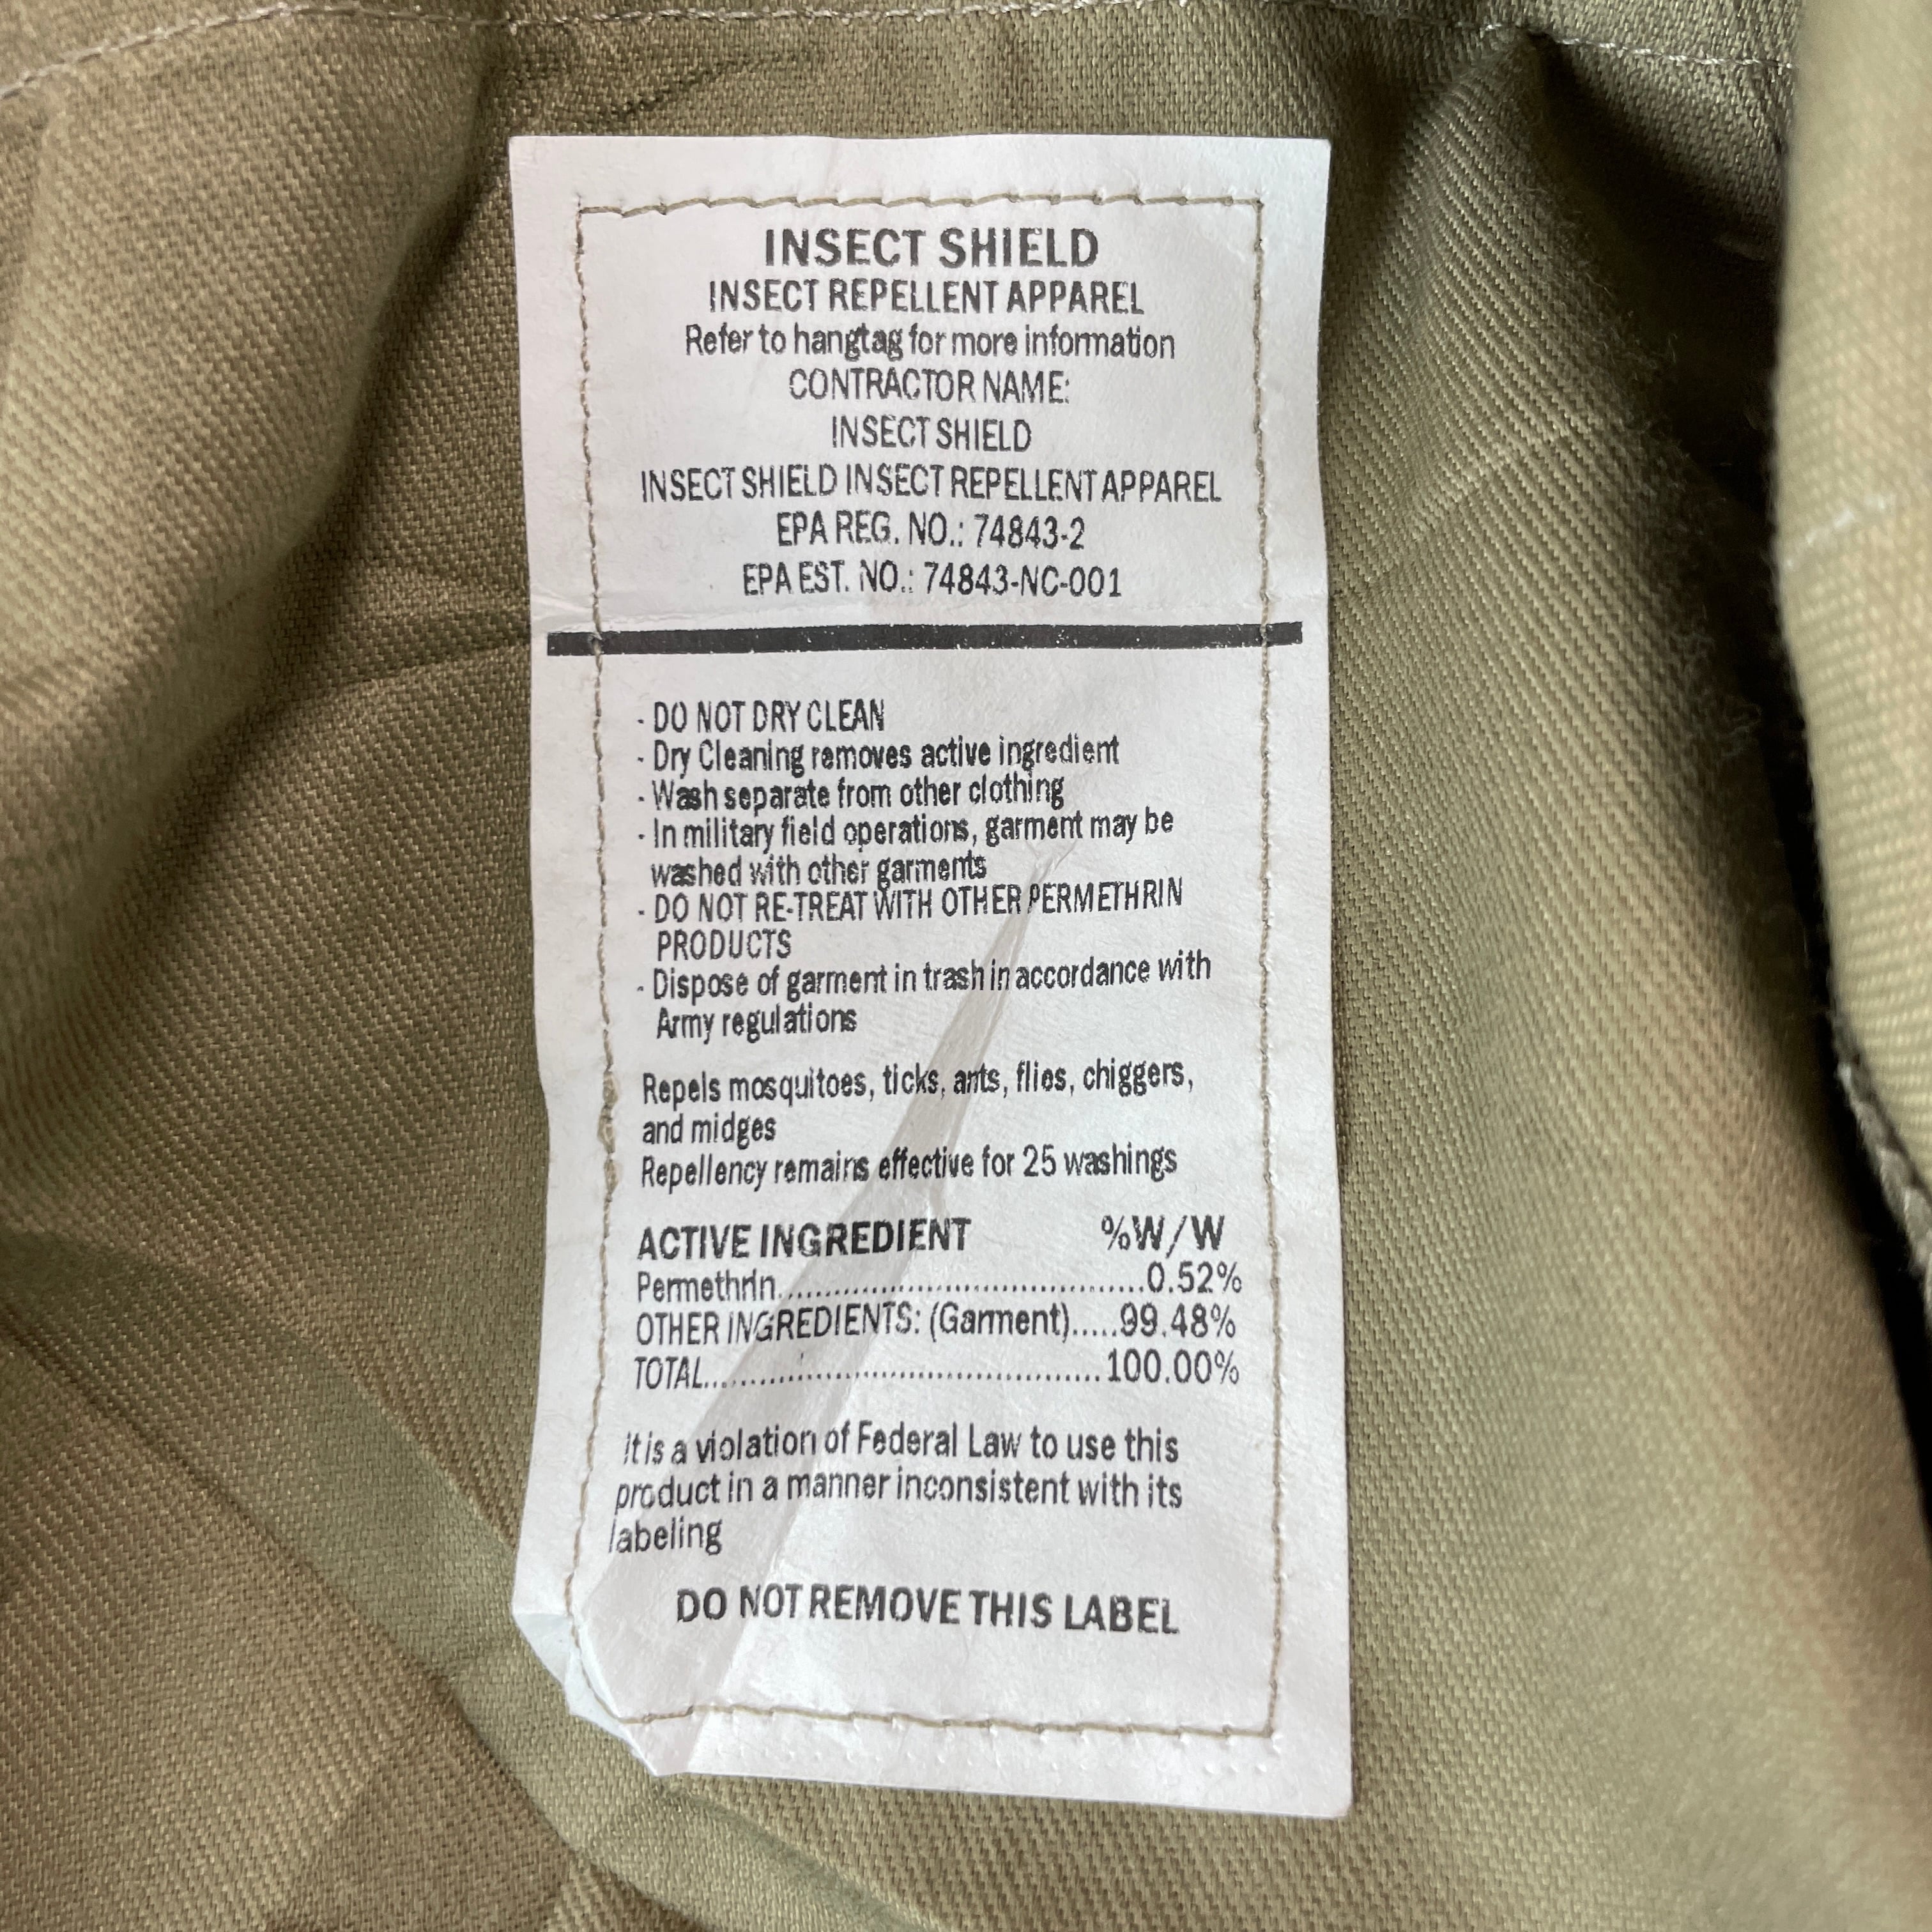 INSECT SHIELD
INSECT REPELLENT APPAREL
Refer to hangtag for more information
CONTRACTOR NAME:
INSECT SHIELD
INSECT SHIELD INSECT REPELLENT APPAREL
EPA REG. NO.: 74843-2
EPA EST. NO.: 74843-NC-001
- DO NOT DRY CLEAN
- Dry Cleaning removes active ingredient
- Wash separate from other clothing
- In military field operations, garment may be
washed with other garments
- DO NOT RE-TREAT WITH OTHER PERMETHRIN
PRODUCTS
- Dispose of garment in trash in accordance with
Army regulations
Repels mosquitoes, ticks, ants, flies, chiggers,
and midges
Repellency remains effective for 25 washings
ACTIVE INGREDIENT %W/W
Permethrin..........................................0.52%
OTHER INGREDIENTS: (Garment).....99.48%
TOTAL..............................................100.00%
It is a violation of Federal Law to use this
product in a manner inconsistent with its
labeling
DO NOT REMOVE THIS LABEL